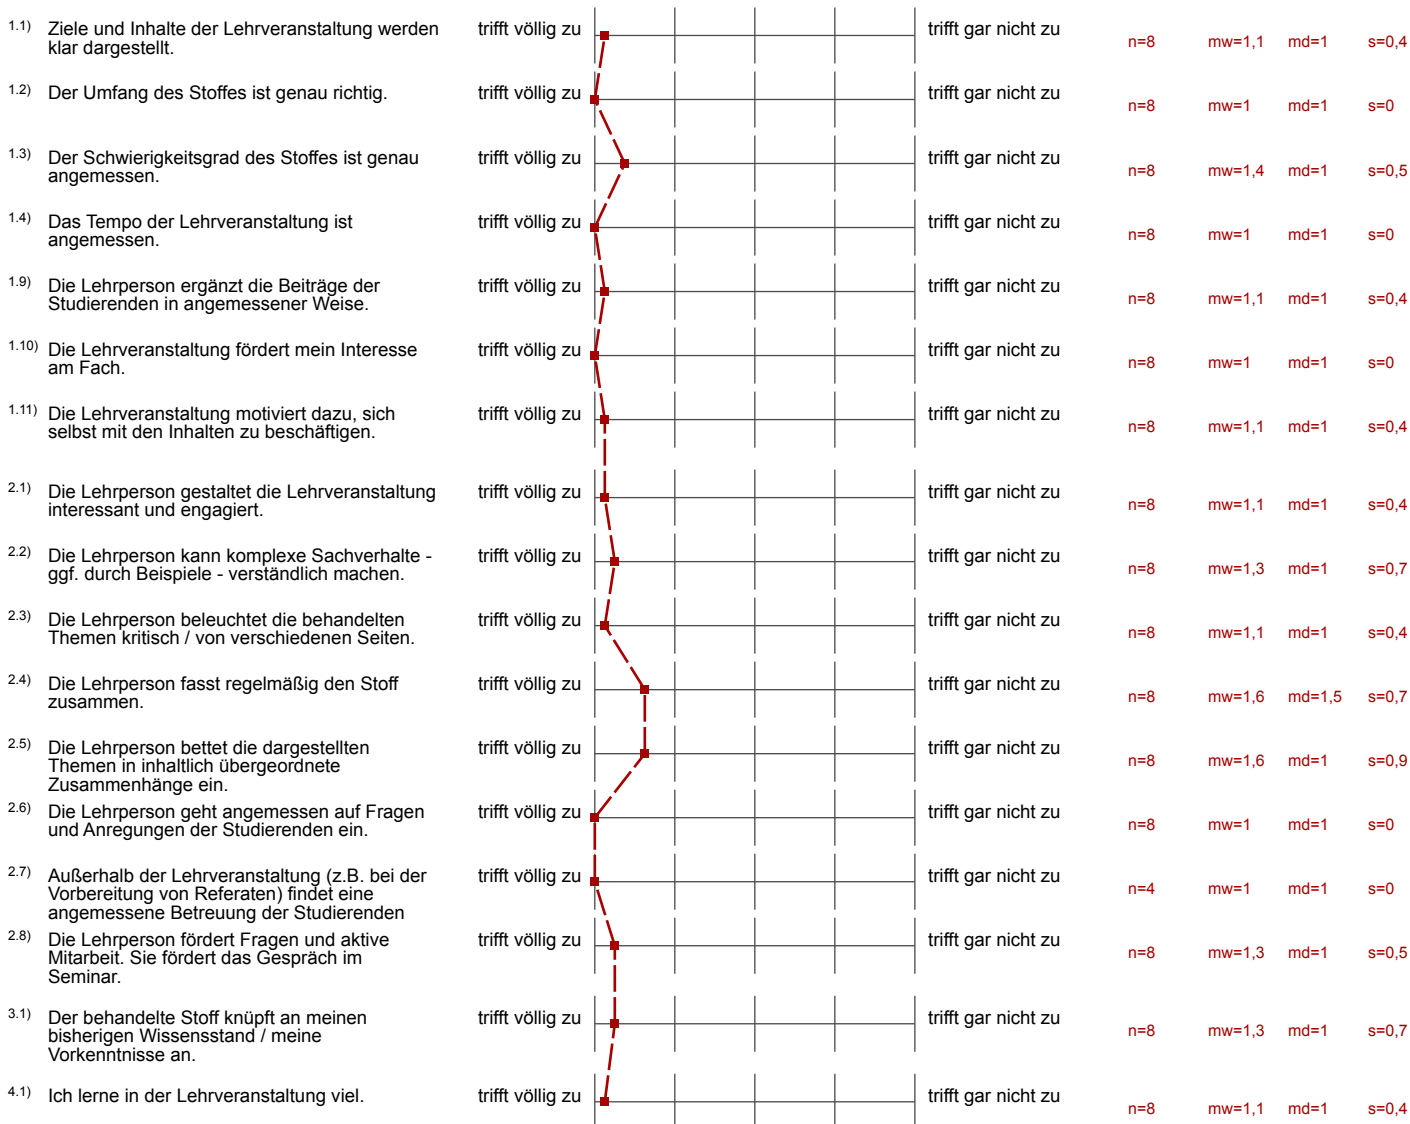 1.1) Ziele und Inhalte der Lehrveranstaltung werden trifft völlig zu trifft gar nicht zu n=8 mw=1,1 md=1 s=0,4
klar dargestellt.
1.2) Der Umfang des Stoffes ist genau richtig. trifft völlig zu trifft gar nicht zu n=8 mw=1 md=1 s=0
1.3) Der Schwierigkeitsgrad des Stoffes ist genau trifft völlig zu trifft gar nicht zu n=8 mw=1,4 md=1 s=0,5
angemessen.
1.4) Das Tempo der Lehrveranstaltung ist trifft völlig zu trifft gar nicht zu n=8 mw=1 md=1 s=0
angemessen.
1.9) Die Lehrperson ergänzt die Beiträge der trifft völlig zu trifft gar nicht zu n=8 mw=1,1 md=1 s=0,4
Studierenden in angemessener Weise.
1.10) Die Lehrveranstaltung fördert mein Interesse trifft völlig zu trifft gar nicht zu n=8 mw=1 md=1 s=0
am Fach.
1.11) Die Lehrveranstaltung motiviert dazu, sich trifft völlig zu trifft gar nicht zu n=8 mw=1,1 md=1 s=0,4
selbst mit den Inhalten zu beschäftigen.
2.1) Die Lehrperson gestaltet die Lehrveranstaltung trifft völlig zu trifft gar nicht zu n=8 mw=1,1 md=1 s=0,4
interessant und engagiert.
2.2) Die Lehrperson kann komplexe Sachverhalte - trifft völlig zu trifft gar nicht zu n=8 mw=1,3 md=1 s=0,7
ggf. durch Beispiele - verständlich machen.
2.3) Die Lehrperson beleuchtet die behandelten trifft völlig zu trifft gar nicht zu n=8 mw=1,1 md=1 s=0,4
Themen kritisch / von verschiedenen Seiten.
2.4) Die Lehrperson fasst regelmäßig den Stoff trifft völlig zu trifft gar nicht zu n=8 mw=1,6 md=1,5 s=0,7
zusammen.
2.5) Die Lehrperson bettet die dargestellten trifft völlig zu trifft gar nicht zu n=8 mw=1,6 md=1 s=0,9
Themen in inhaltlich übergeordnete
Zusammenhänge ein.
2.6) Die Lehrperson geht angemessen auf Fragen trifft völlig zu trifft gar nicht zu n=8 mw=1 md=1 s=0
und Anregungen der Studierenden ein.
2.7) Außerhalb der Lehrveranstaltung (z.B. bei der trifft völlig zu trifft gar nicht zu n=4 mw=1 md=1 s=0
Vorbereitung von Referaten) findet eine
angemessene Betreuung der Studierenden
2.8) Die Lehrperson fördert Fragen und aktive trifft völlig zu trifft gar nicht zu n=8 mw=1,3 md=1 s=0,5
Mitarbeit. Sie fördert das Gespräch im
Seminar.
3.1) Der behandelte Stoff knüpft an meinen trifft völlig zu trifft gar nicht zu n=8 mw=1,3 md=1 s=0,7
bisherigen Wissensstand / meine
Vorkenntnisse an.
4.1) Ich lerne in der Lehrveranstaltung viel. trifft völlig zu trifft gar nicht zu n=8 mw=1,1 md=1 s=0,4